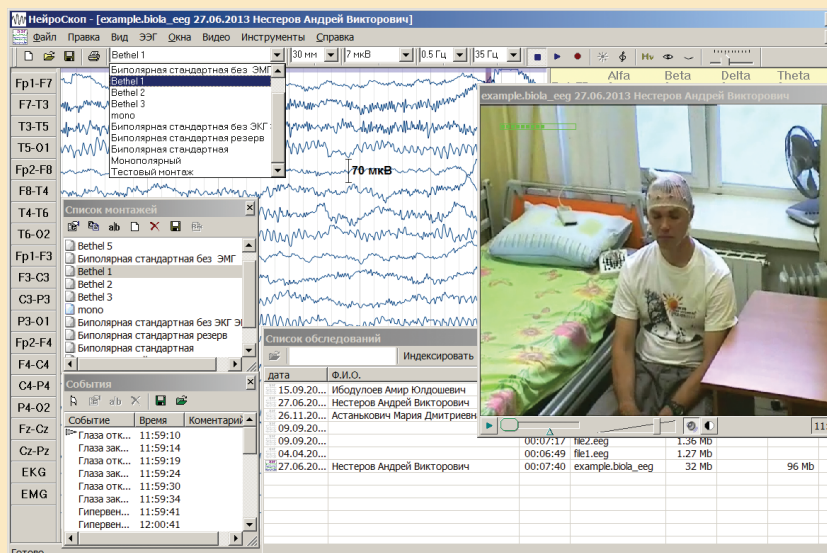 НейроСкоп - [example.biola_eeg 27.06.2013 Нестеров Андрей Викторович]
Файл Правка Вид ЭЭГ Окна Видео Инструменты Справка
Bethel 1 30 мм 7 мкВ 0.5 Гц 35 Гц Hv
Alfa Beta Delta Theta
Биполярная стандартная без ЭМГ
Bethel 1
Bethel 2
Bethel 3
mono
Биполярная стандартная без ЭКГ
Биполярная стандартная резерв
Биполярная стандартная
Монополярный
Тестовый монтаж
Fp1-F7
F7-T3
T3-T5
T5-O1
Fp2-F8
F8-T4
T4-T6
T6-O2
Fp1-F3
F3-C3
C3-P3
P3-O1
Fp2-F4
F4-C4
C4-P4
P4-O2
Fz-Cz
Cz-Pz
EKG
EMG
70 мкВ
example.biola_eeg 27.06.2013 Нестеров Андрей Викторович
Список монтажей
ab
Bethel 5
Биполярная стандартная без ЭМГ
Bethel 1
Bethel 2
Bethel 3
mono
Биполярная стандартная без ЭКГ
Биполярная стандартная резерв
Биполярная стандартная
События
ab
Событие Время Коментарий
Глаза отк... 11:59:10
Глаза зак... 11:59:14
Глаза отк... 11:59:19
Глаза зак... 11:59:24
Глаза отк... 11:59:30
Глаза зак... 11:59:34
Гипервен... 11:59:41
Гипервен... 12:00:41
Список обследований
Индексировать
дата Ф.И.О.
15.09.20... Ибодулоев Амир Юлдошевич
27.06.20... Нестеров Андрей Викторович
26.11.20... Астанькович Мария Дмитриевн
09.09.20...
09.09.20... 00:07:17 file2.eeg 1.36 Mb
04.04.20... 00:06:49 file1.eeg 1.27 Mb
27.06.20... Нестеров Андрей Викторович 00:07:40 example.biola_eeg 32 Mb 96 Mb
11:
Готово